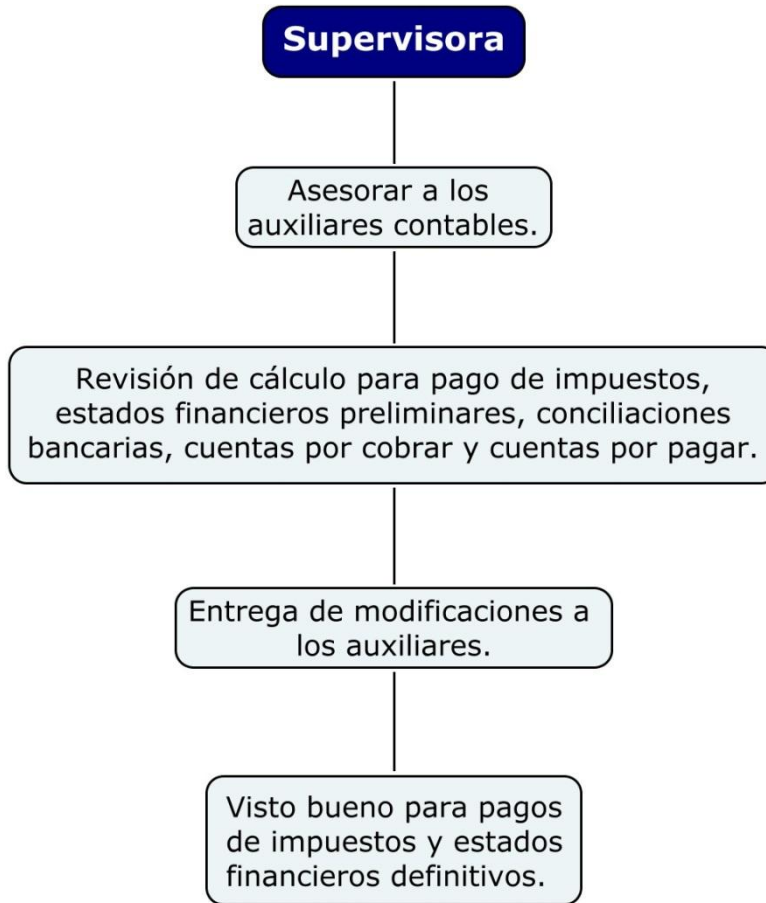 Supervisora
Asesorar a los
auxiliares contables.
Revisión de cálculo para pago de impuestos,
estados financieros preliminares, conciliaciones
bancarias, cuentas por cobrar y cuentas por pagar.
Entrega de modificaciones a
los auxiliares.
Visto bueno para pagos
de impuestos y estados
financieros definitivos.